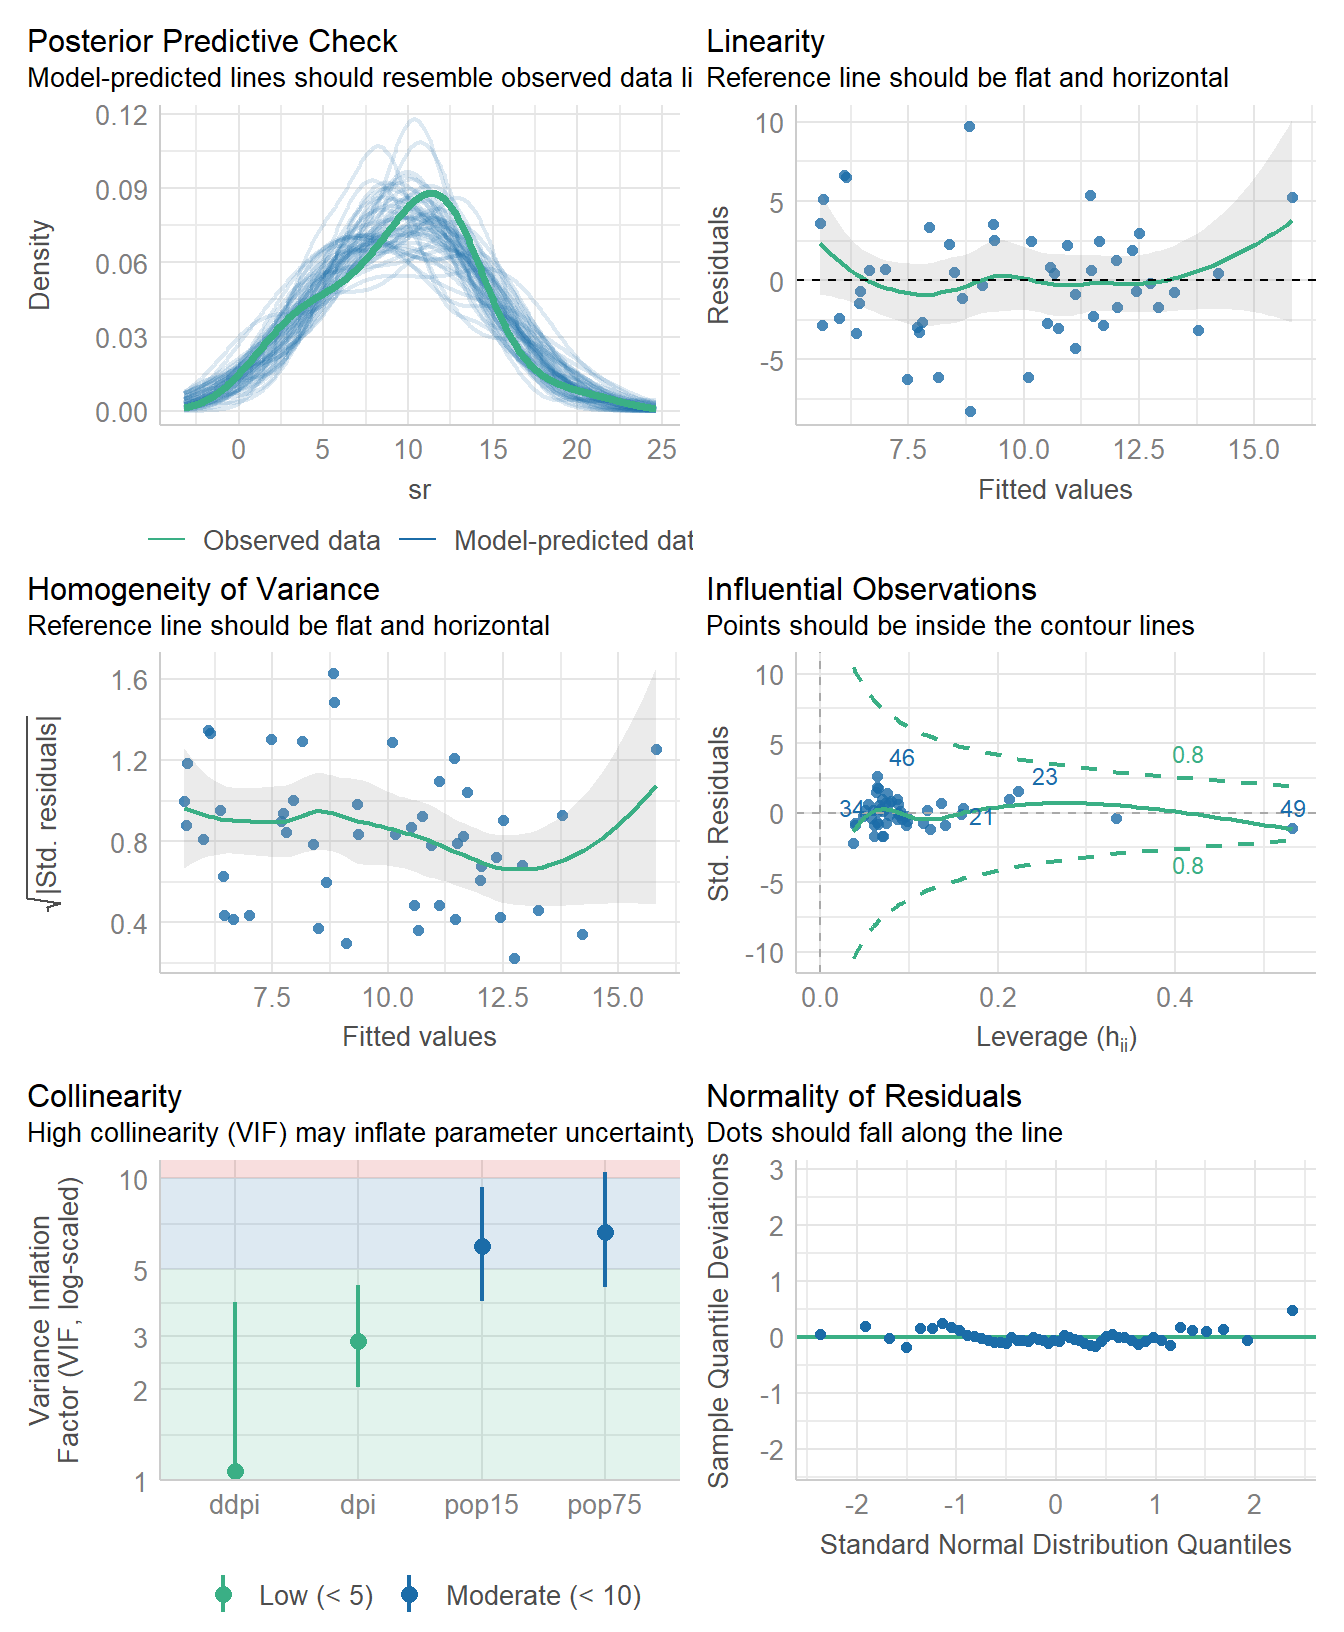 Posterior Predictive Check
Model-predicted lines should resemble observed data li
0.12
0.09
0.06
0.03
0.00
Density
0 5 10 15 20 25
sr
Observed data Model-predicted dat
Linearity
Reference line should be flat and horizontal
10
5
0
-5
Residuals
7.5 10.0 12.5 15.0
Fitted values
Homogeneity of Variance
Reference line should be flat and horizontal
1.6
1.2
0.8
0.4
√|Std. residuals|
7.5 10.0 12.5 15.0
Fitted values
Influential Observations
Points should be inside the contour lines
10
5
0
-5
-10
Std. Residuals
46
0.8
23
34
21
49
0.8
0.0 0.2 0.4
Leverage (hii)
Collinearity
High collinearity (VIF) may inflate parameter uncertainty
10
5
3
2
1
Variance Inflation
Factor (VIF, log-scaled)
ddpi dpi pop15 pop75
Low (< 5) Moderate (< 10)
Normality of Residuals
Dots should fall along the line
3
2
1
0
-1
-2
Sample Quantile Deviations
-2 -1 0 1 2
Standard Normal Distribution Quantiles